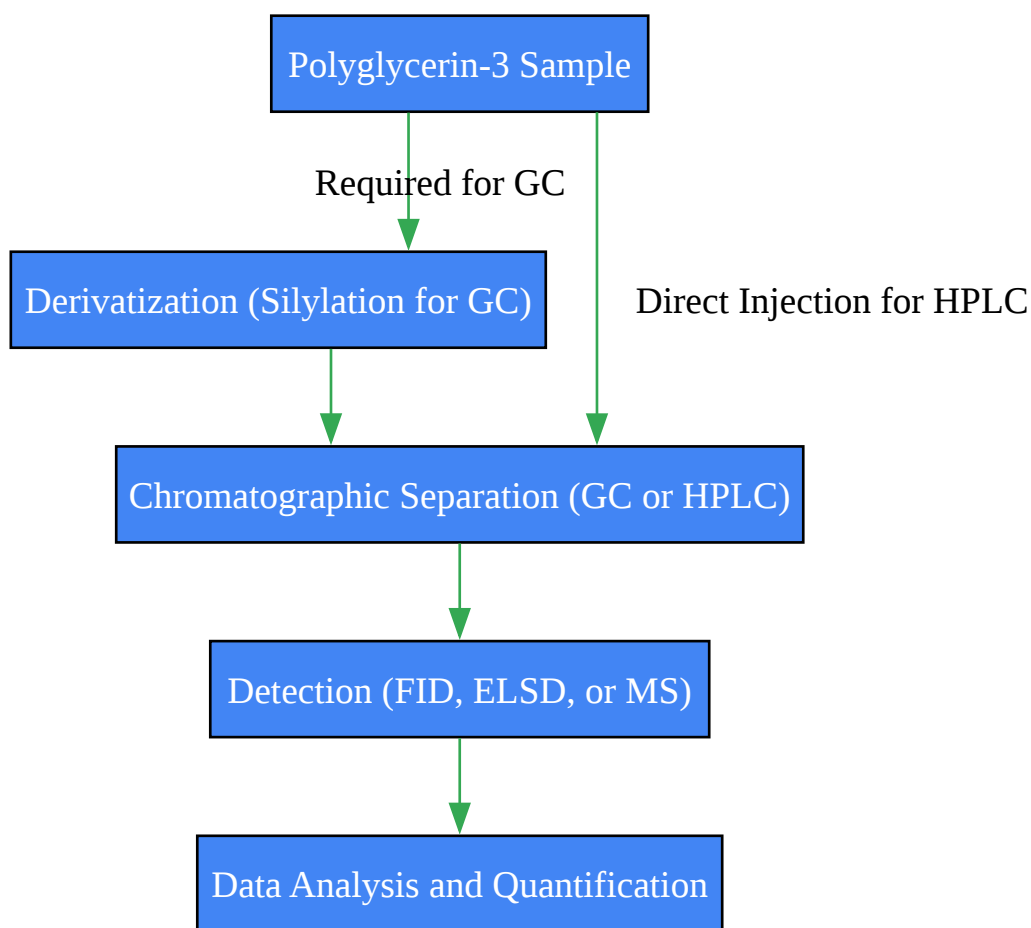 Polyglycerin-3 Sample
Required for GC
Derivatization (Silylation for GC)
Direct Injection for HPLC
Chromatographic Separation (GC or HPLC)
Detection (FID, ELSD, or MS)
Data Analysis and Quantification